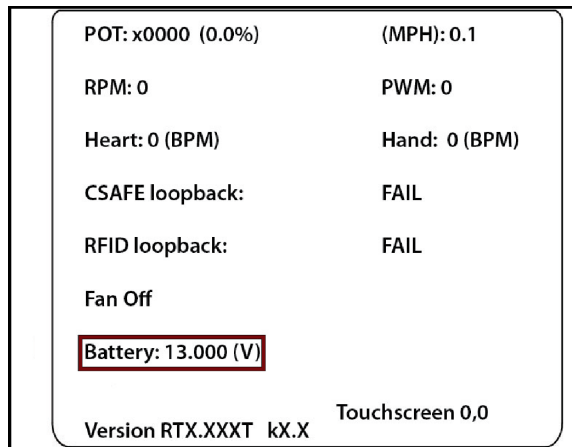 POT: x0000 (0.0%) (MPH): 0.1
RPM: 0 PWM: 0
Heart: 0 (BPM) Hand: 0 (BPM)
CSAFE loopback: FAIL
RFID loopback: FAIL
Fan Off
Battery: 13.000 (V)
Touchscreen 0,0
Version RTX.XXXT kX.X